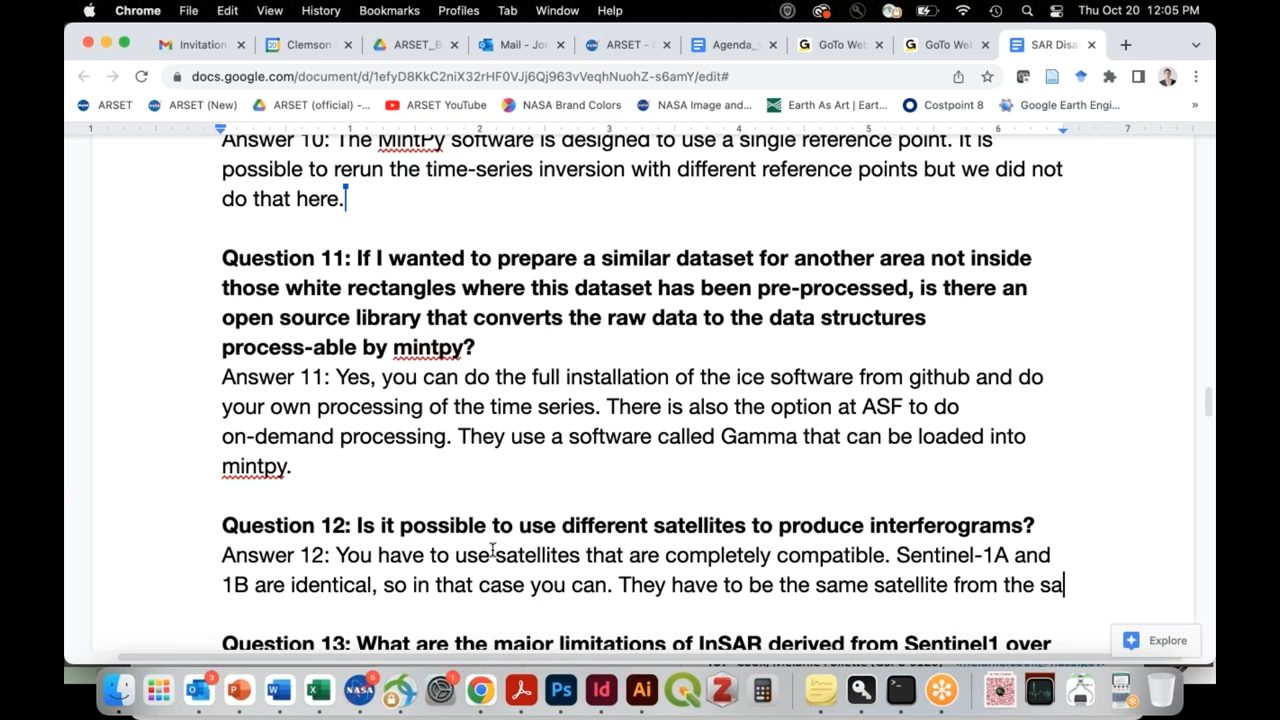 Chrome File Edit View History Bookmarks Profiles Tab Window Help Thu Oct 20 12:05 PM
Invitation Clemson ARSET_B Mail - Jo ARSET - Agenda_ GoTo Web GoTo Web SAR Disa
docs.google.com/document/d/1efyD8KkC2niX32rHF0VJj6Qj963vVeqhNuohZ-s6amY/edit#
ARSET ARSET (New) ARSET (official) -... ARSET YouTube NASA Brand Colors NASA Image and... Earth As Art | Eart... Costpoint 8 Google Earth Engi... »
1 1 2 3 4 5 6 7
Answer 10: The MintPy software is designed to use a single reference point. It is
possible to rerun the time-series inversion with different reference points but we did not
do that here.
Question 11: If I wanted to prepare a similar dataset for another area not inside
those white rectangles where this dataset has been pre-processed, is there an
open source library that converts the raw data to the data structures
process-able by mintpy?
Answer 11: Yes, you can do the full installation of the ice software from github and do
your own processing of the time series. There is also the option at ASF to do
on-demand processing. They use a software called Gamma that can be loaded into
mintpy.
Question 12: Is it possible to use different satellites to produce interferograms?
Answer 12: You have to use satellites that are completely compatible. Sentinel-1A and
1B are identical, so in that case you can. They have to be the same satellite from the sa
Question 13: What are the major limitations of InSAR derived from Sentinel1 over
Explore